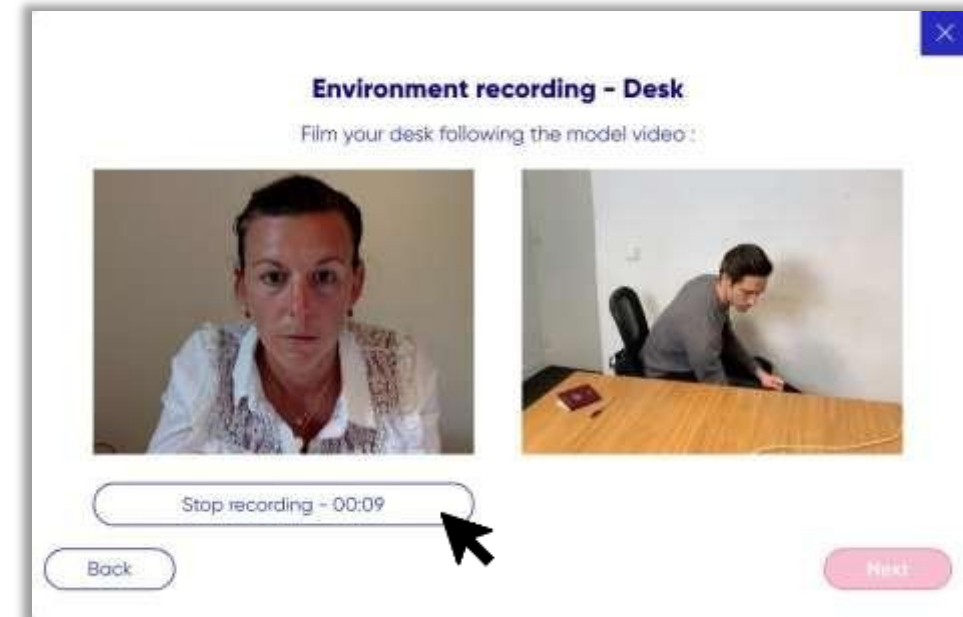 Environment recording - Desk
Film your desk following the model video :
Stop recording - 00:09
Back
Next